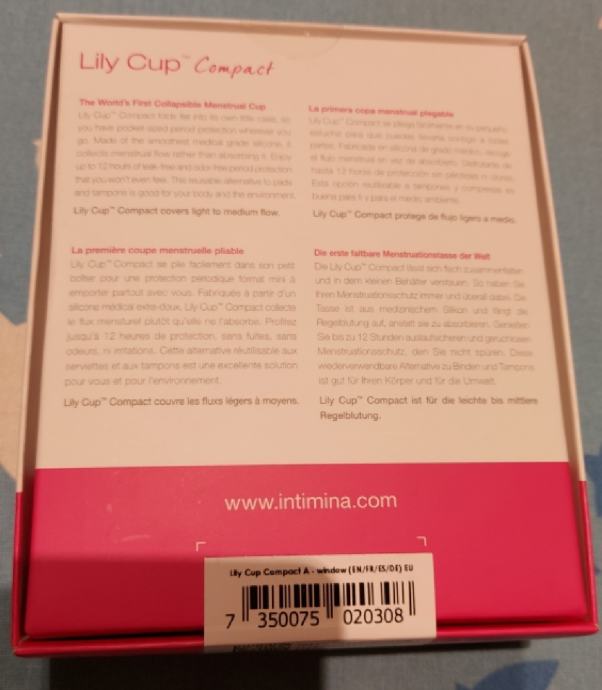 Lily Cup™ Compact
The World's First Collapsible Menstrual Cup
Lily Cup™ Compact folds flat into its own little case, so
you have pocket-sized period protection wherever you
go. Made of the smoothest medical grade silicone, it
collects menstrual flow rather than absorbing it. Enjoy
up to 12 hours of leak-free and odor-free period protection
that you won't even feel. This reusable alternative to pads
and tampons is good for your body and the environment.
Lily Cup™ Compact covers light to medium flow.
La primera copa menstrual plegable
Lily Cup™ Compact se pliega fácilmente en su pequeño
estuche para que puedas llevarla contigo a todas
partes. Fabricada en silicona de grado médico, recoge
el flujo menstrual en vez de absorberlo. Disfrutarás de
hasta 12 horas de protección sin pérdidas ni olores.
Esta opción reutilizable a tampones y compresas es
buena para ti y para el medio ambiente.
Lily Cup™ Compact protege de flujo ligero a medio.
La première coupe menstruelle pliable
Lily Cup™ Compact se plie facilement dans son petit
boîtier pour une protection périodique format mini à
emporter partout avec vous. Fabriquée à partir d'un
silicone médical extra-doux, Lily Cup™ Compact collecte
le flux menstruel plutôt qu'elle ne l'absorbe. Profitez
jusqu'à 12 heures de protection, sans fuites, sans
odeurs, ni irritations. Cette alternative réutilisable aux
serviettes et aux tampons est une excellente solution
pour vous et pour l'environnement.
Lily Cup™ Compact couvre les fluxs légers à moyens.
Die erste faltbare Menstruationstasse der Welt
Die Lily Cup™ Compact lässt sich flach zusammenfalten
und in dem kleinen Behälter verstauen. So haben Sie
Ihren Menstruationsschutz immer und überall dabei. Die
Tasse ist aus medizinischem Silikon und fängt die
Regelblutung auf, anstatt sie zu absorbieren. Genießen
Sie bis zu 12 Stunden auslaufsicheren und geruchlosen
Menstruationsschutz, den Sie nicht spüren. Diese
wiederverwendbare Alternative zu Binden und Tampons
ist gut für Ihren Körper und für die Umwelt.
Lily Cup™ Compact ist für die leichte bis mittlere
Regelblutung.
www.intimina.com
Lily Cup Compact A - window (EN/FR/ES/DE) EU
7 350075 020308